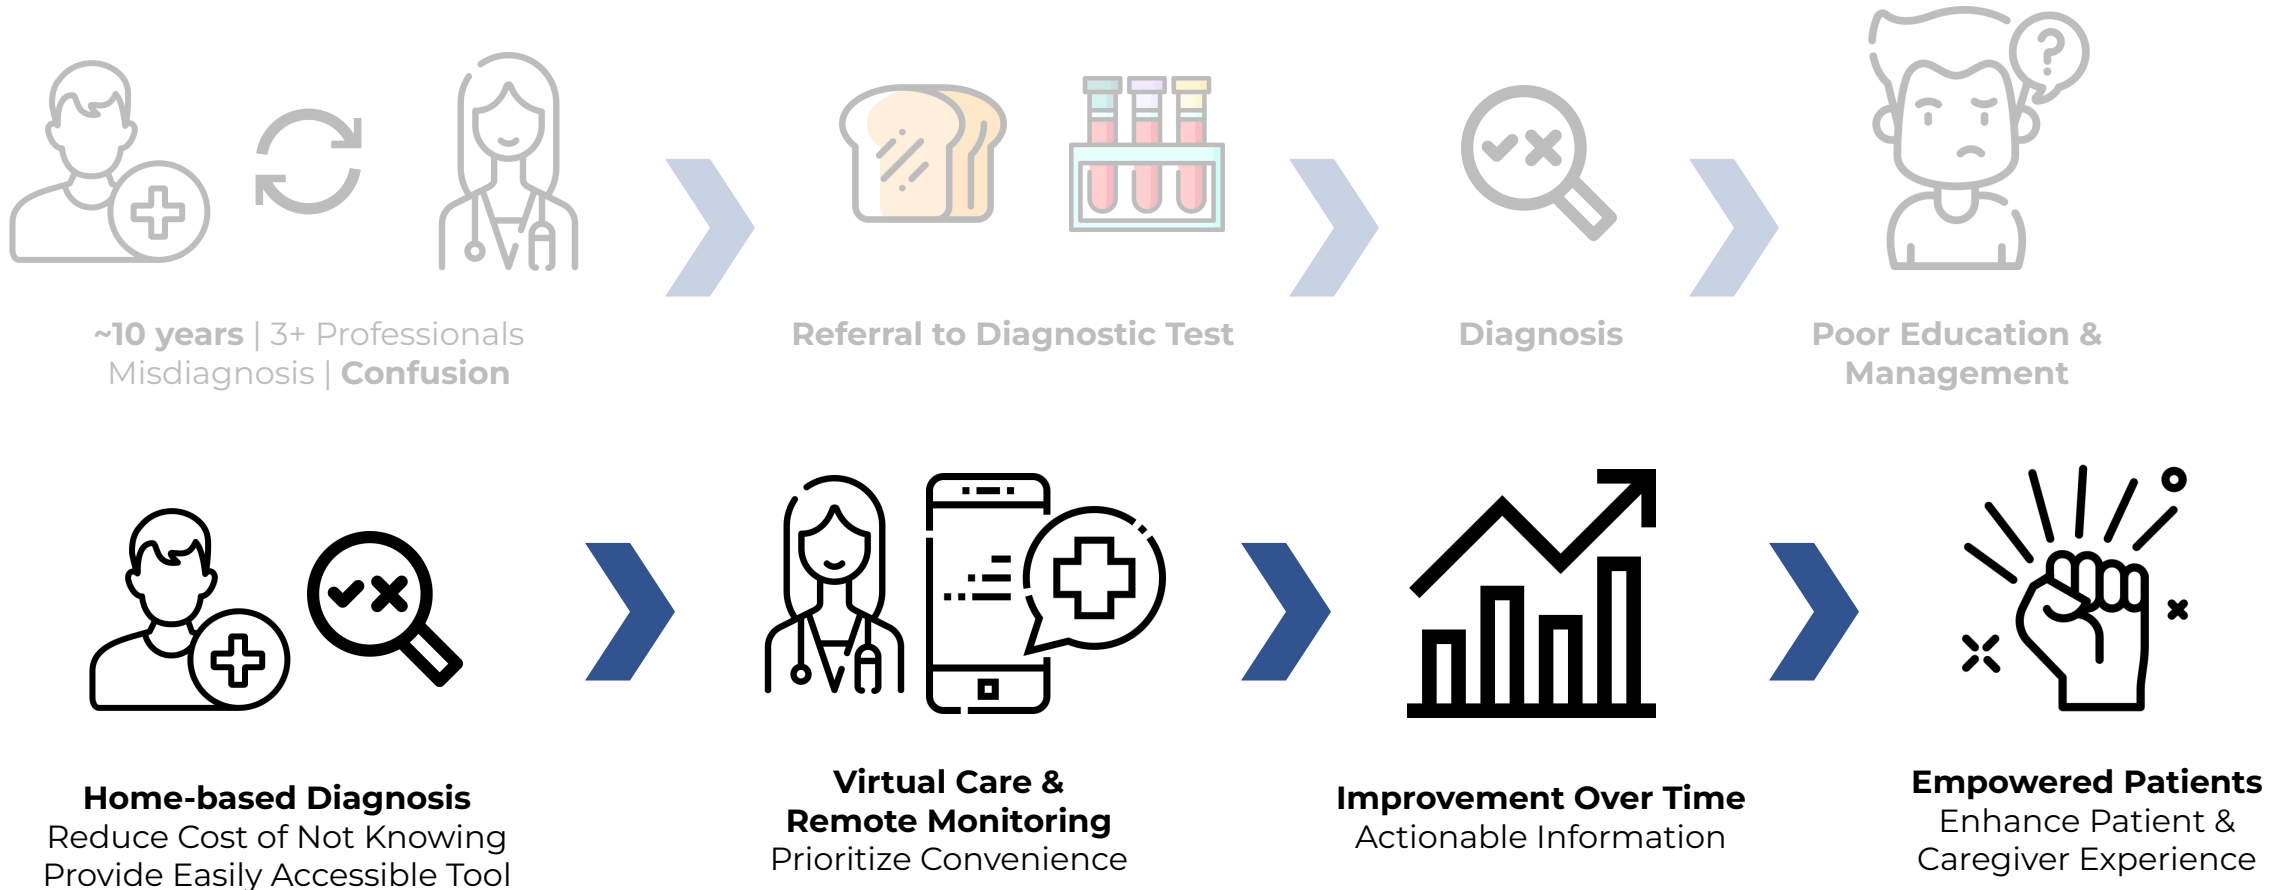 ~10 years | 3+ Professionals
Misdiagnosis | Confusion
Referral to Diagnostic Test
Diagnosis
Poor Education &
Management
Home-based Diagnosis
Reduce Cost of Not Knowing
Provide Easily Accessible Tool
Virtual Care &
Remote Monitoring
Prioritize Convenience
Improvement Over Time
Actionable Information
Empowered Patients
Enhance Patient &
Caregiver Experience